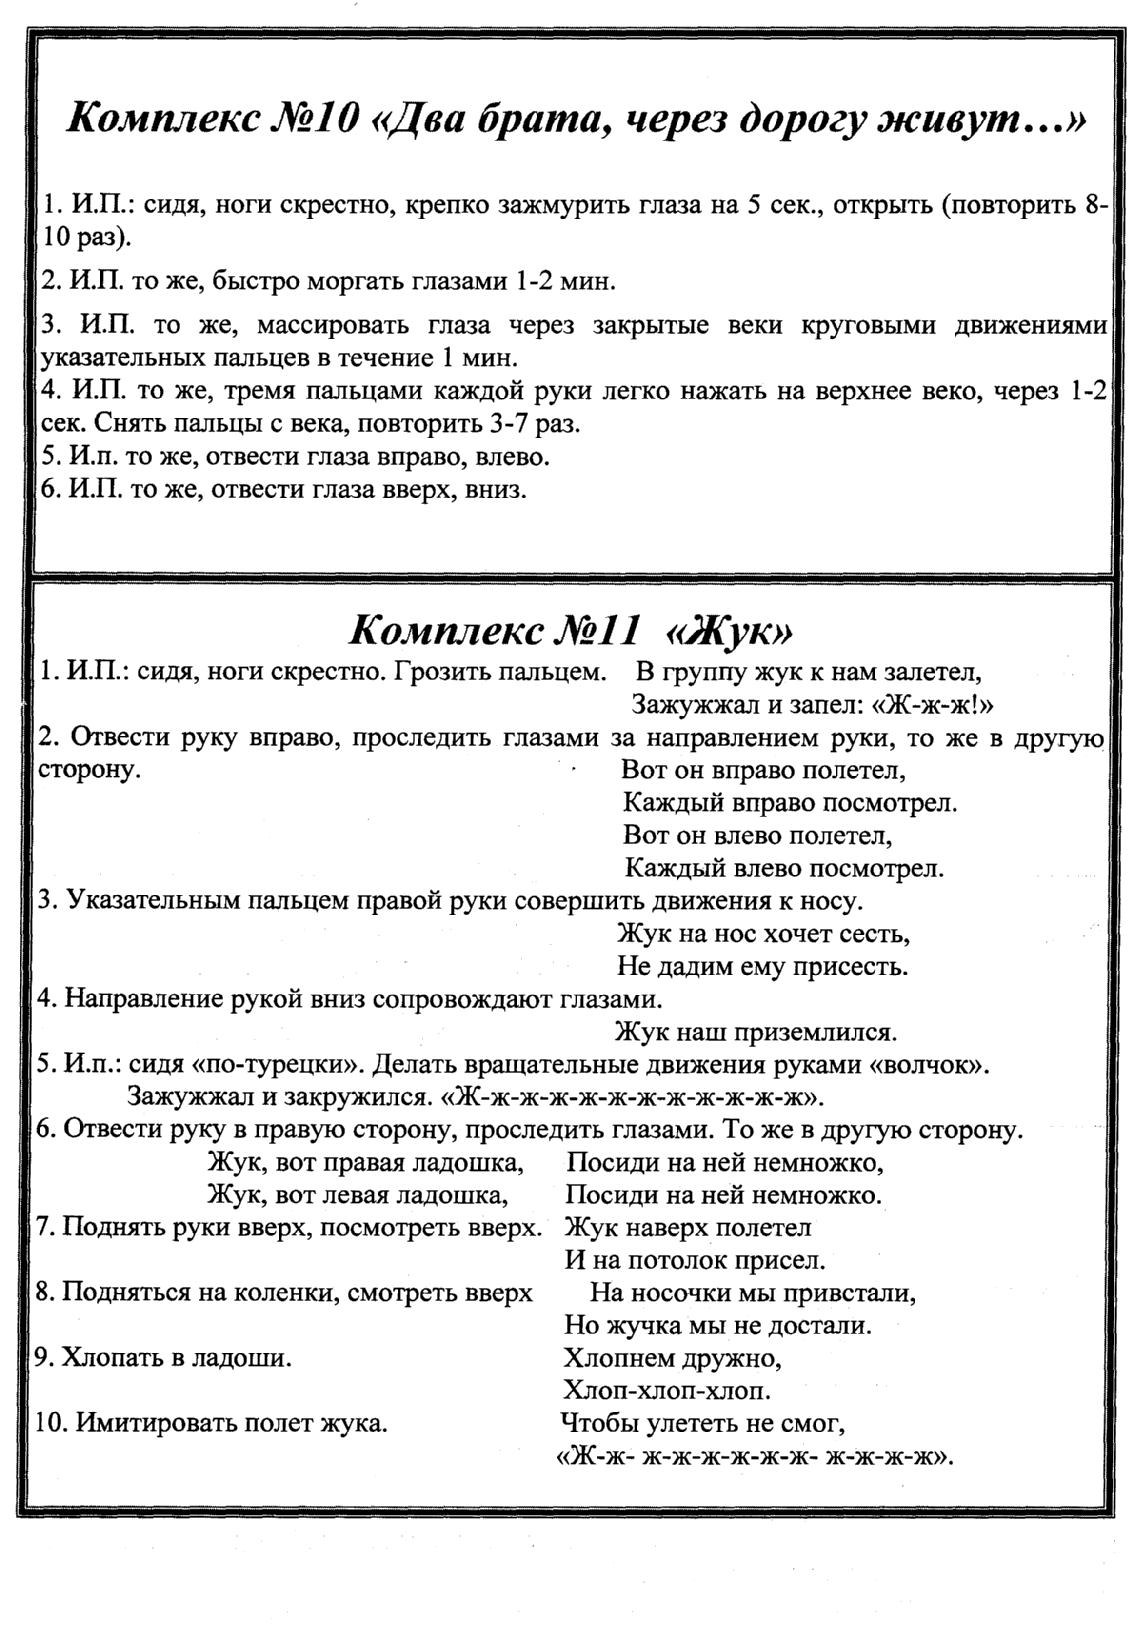 Комплекс №10 «Два брата, через дорогу живут…»
1. И.П.: сидя, ноги скрестно, крепко зажмурить глаза на 5 сек., открыть (повторить 8-
10 раз).
2. И.П. то же, быстро моргать глазами 1-2 мин.
3. И.П. то же, массировать глаза через закрытые веки круговыми движениями
указательных пальцев в течение 1 мин.
4. И.П. то же, тремя пальцами каждой руки легко нажать на верхнее веко, через 1-2
сек. Снять пальцы с века, повторить 3-7 раз.
5. И.п. то же, отвести глаза вправо, влево.
6. И.П. то же, отвести глаза вверх, вниз.
Комплекс №11 «Жук»
1. И.П.: сидя, ноги скрестно. Грозить пальцем. В группу жук к нам залетел,
Зажужжал и запел: «Ж-ж-ж!»
2. Отвести руку вправо, проследить глазами за направлением руки, то же в другую
сторону. Вот он вправо полетел,
Каждый вправо посмотрел.
Вот он влево полетел,
Каждый влево посмотрел.
3. Указательным пальцем правой руки совершить движения к носу.
Жук на нос хочет сесть,
Не дадим ему присесть.
4. Направление рукой вниз сопровождают глазами.
Жук наш приземлился.
5. И.п.: сидя «по-турецки». Делать вращательные движения руками «волчок».
Зажужжал и закружился. «Ж-ж-ж-ж-ж-ж-ж-ж-ж-ж-ж-ж».
6. Отвести руку в правую сторону, проследить глазами. То же в другую сторону.
Жук, вот правая ладошка, Посиди на ней немножко,
Жук, вот левая ладошка, Посиди на ней немножко.
7. Поднять руки вверх, посмотреть вверх. Жук наверх полетел
И на потолок присел.
8. Подняться на коленки, смотреть вверх На носочки мы привстали,
Но жучка мы не достали.
9. Хлопать в ладоши. Хлопнем дружно,
Хлоп-хлоп-хлоп.
10. Имитировать полет жука. Чтобы улететь не смог,
«Ж-ж- ж-ж-ж-ж-ж-ж- ж-ж-ж-ж».